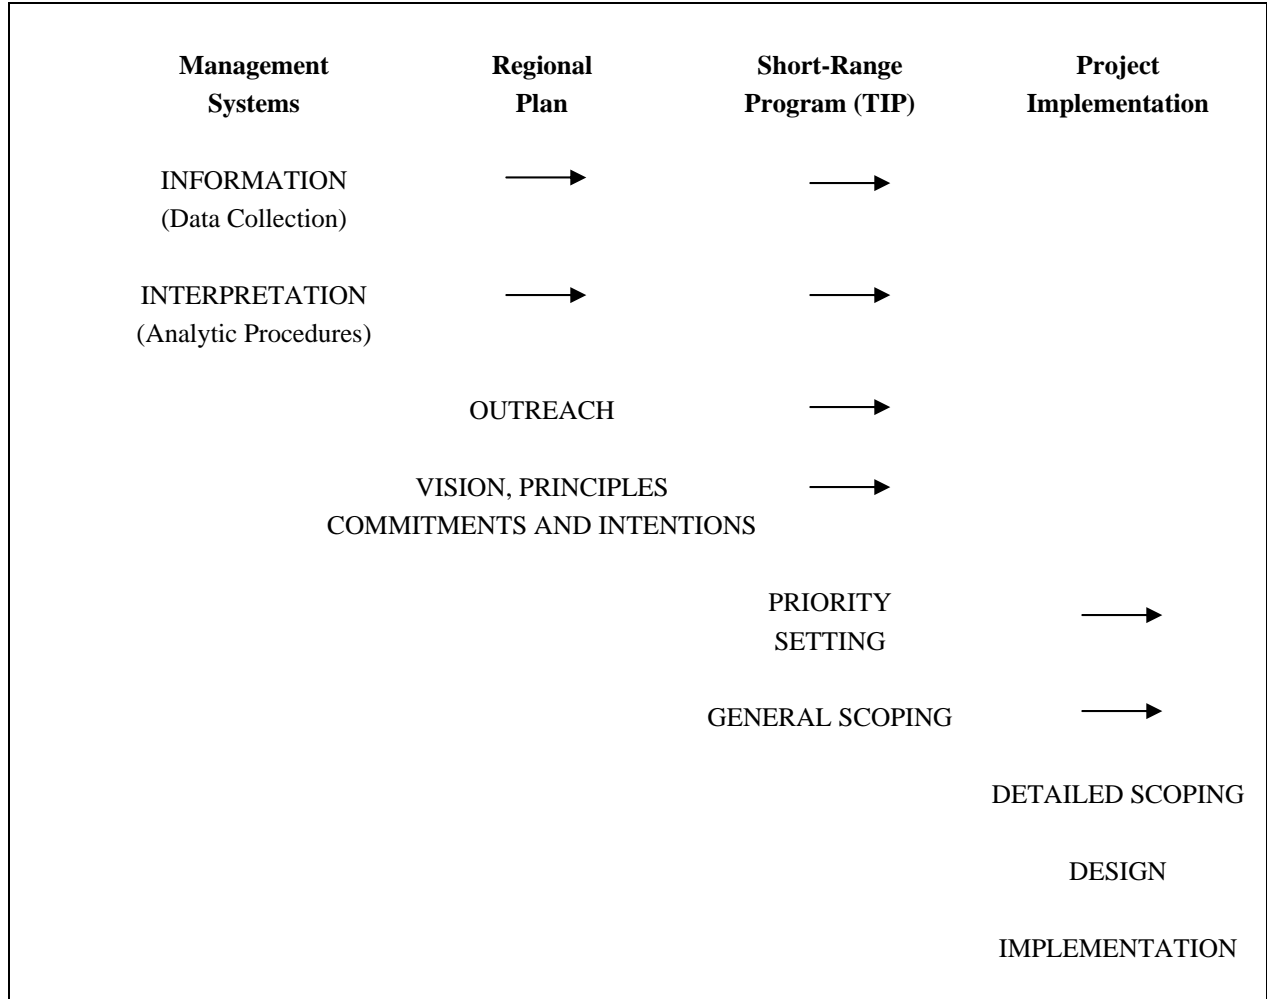 Management Regional Short-Range Project
Systems Plan Program (TIP) Implementation
INFORMATION
(Data Collection)
INTERPRETATION
(Analytic Procedures)
OUTREACH
VISION, PRINCIPLES
COMMITMENTS AND INTENTIONS
PRIORITY
SETTING
GENERAL SCOPING
DETAILED SCOPING
DESIGN
IMPLEMENTATION